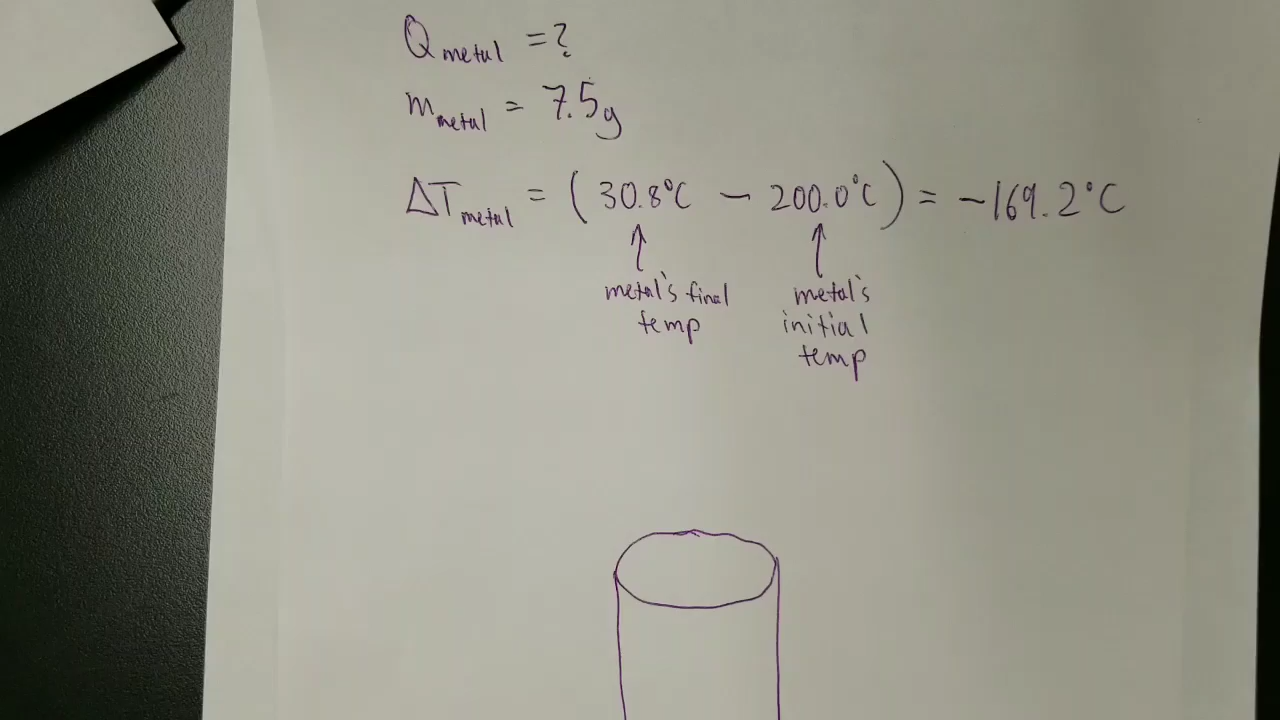 Q metal = ?
m metal = 7.5g
ΔT metal = (30.8°C - 200.0°C) = -169.2°C
↑ ↑
metal's final metal's
temp initial
temp